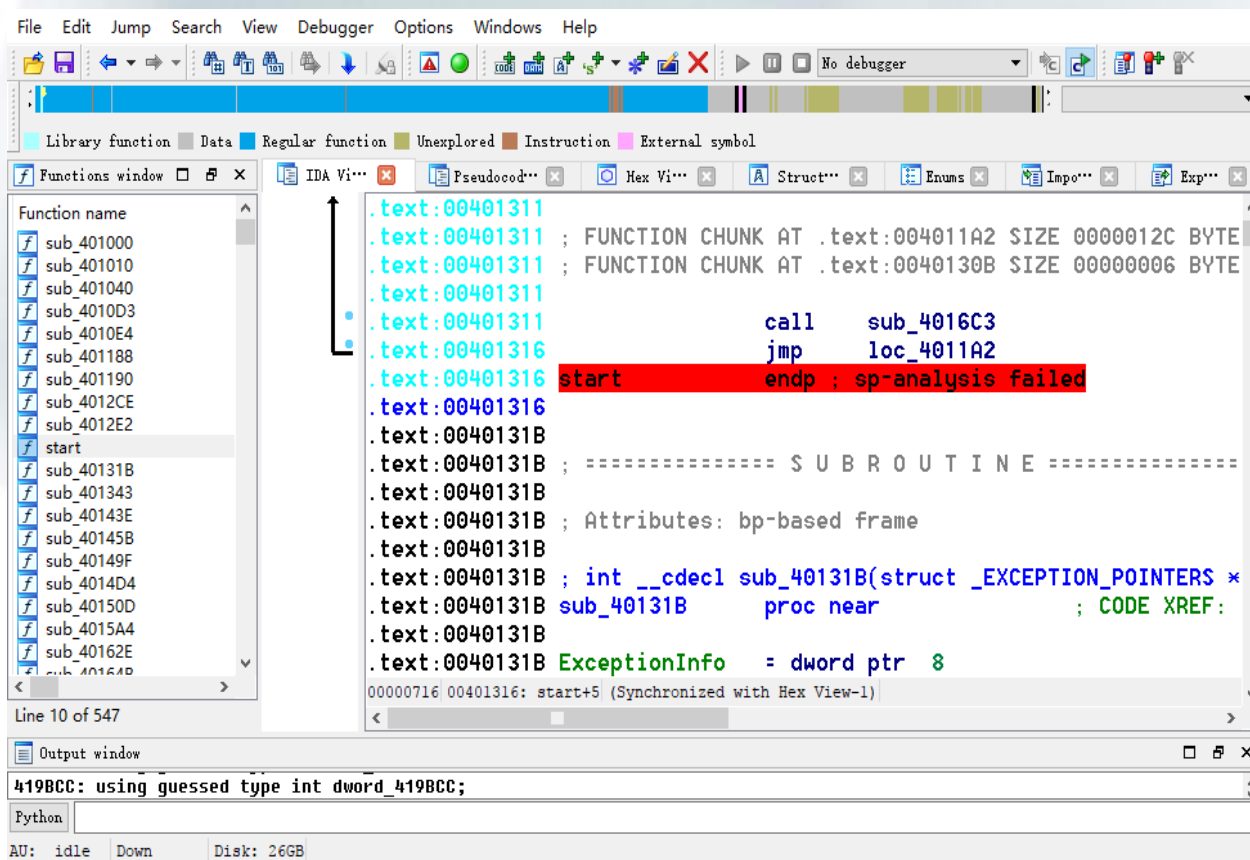 File Edit Jump Search View Debugger Options Windows Help
No debugger
Library function Data Regular function Unexplored Instruction External symbol
Functions window
IDA Vi··· Pseudocod··· Hex Vi··· Struct··· Enums Impo··· Exp···
Function name
sub_401000
sub_401010
sub_401040
sub_4010D3
sub_4010E4
sub_401188
sub_401190
sub_4012CE
sub_4012E2
start
sub_40131B
sub_401343
sub_40143E
sub_40145B
sub_40149F
sub_4014D4
sub_40150D
sub_4015A4
sub_40162E
Line 10 of 547
.text:00401311
.text:00401311 ; FUNCTION CHUNK AT .text:004011A2 SIZE 0000012C BYTE
.text:00401311 ; FUNCTION CHUNK AT .text:0040130B SIZE 00000006 BYTE
.text:00401311
.text:00401311 call sub_4016C3
.text:00401316 jmp loc_4011A2
.text:00401316 start endp ; sp-analysis failed
.text:00401316
.text:0040131B
.text:0040131B ; =============== S U B R O U T I N E ===============
.text:0040131B
.text:0040131B ; Attributes: bp-based frame
.text:0040131B
.text:0040131B ; int __cdecl sub_40131B(struct _EXCEPTION_POINTERS *
.text:0040131B sub_40131B proc near ; CODE XREF:
.text:0040131B
.text:0040131B ExceptionInfo = dword ptr 8
00000716 00401316: start+5 (Synchronized with Hex View-1)
Output window
419BCC: using guessed type int dword_419BCC;
Python
AU: idle Down Disk: 26GB